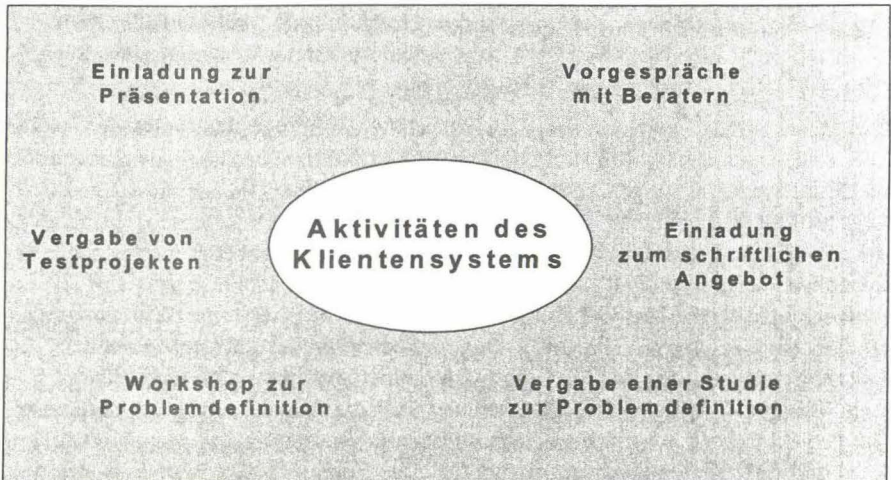 Einladung zur
Präsentation
Vorgespräche
mit Beratern
Vergabe von
Testprojekten
Aktivitäten des
Klientensystems
Einladung
zum schriftlichen
Angebot
Workshop zur
Problemdefinition
Vergabe einer Studie
zur Problemdefinition